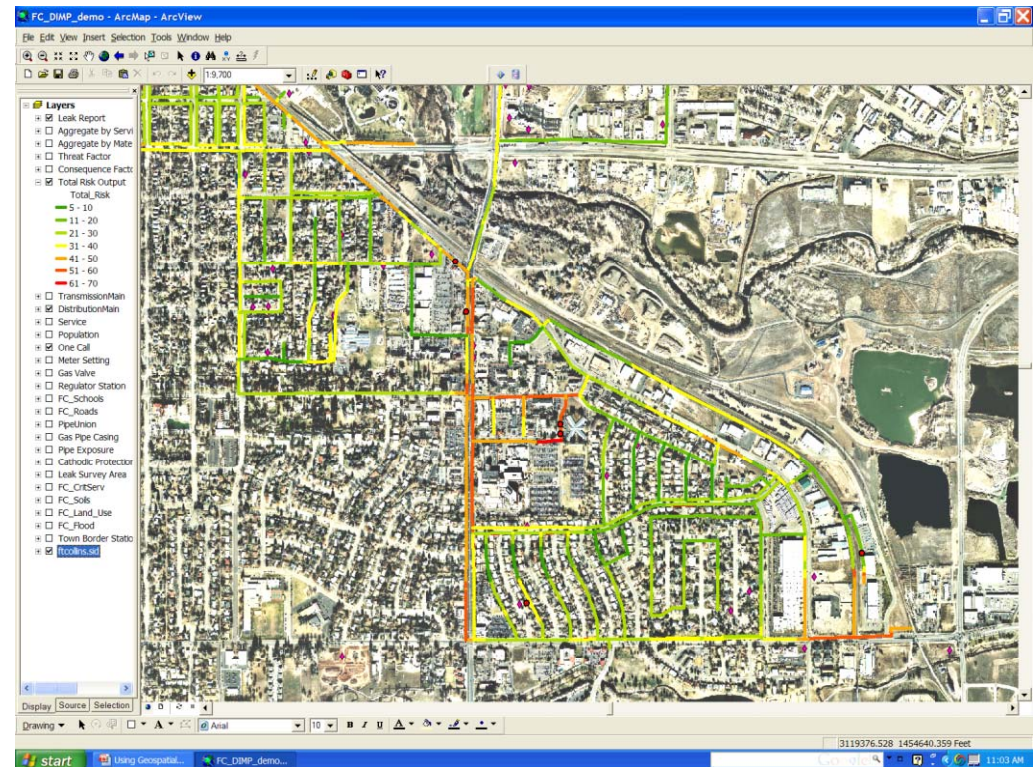 FC_DIMP_demo - ArcMap - ArcView
File Edit View Insert Selection Tools Window Help
1:9,700
Layers
Leak Report
Aggregate by Servi
Aggregate by Mate
Threat Factor
Consequence Facto
Total Risk Output
Total_Risk
5 - 10
11 - 20
21 - 30
31 - 40
41 - 50
51 - 60
61 - 70
TransmissionMain
DistributionMain
Service
Population
One Call
Meter Setting
Gas Valve
Regulator Station
FC_Schools
FC_Roads
PipeUnion
Gas Pipe Casing
Pipe Exposure
Cathodic Protection
Leak Survey Area
FC_CritServ
FC_Soils
FC_Land_Use
FC_Flood
Town Border Statio
ftcollins.sid
Display Source Selection
Drawing A Arial 10 B I U A
3119376.528 1454640.359 Feet
start Using Geospatial... FC_DIMP_demo... 11:03 AM